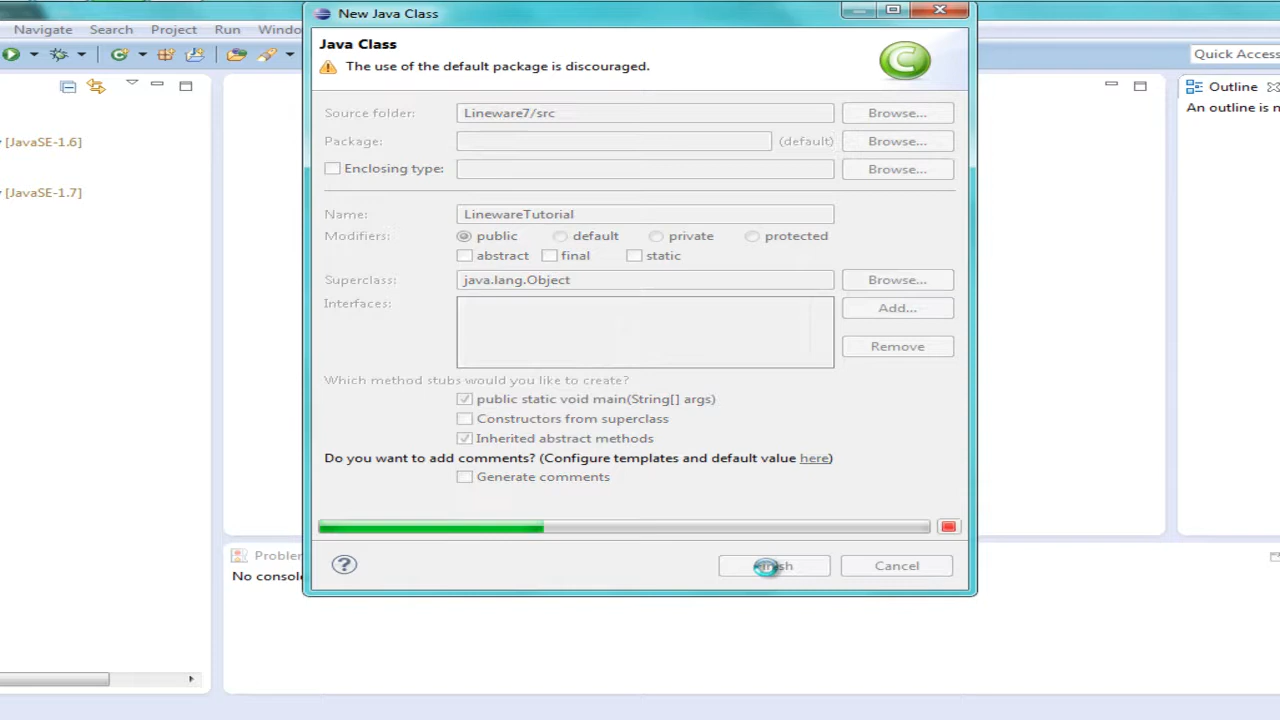 New Java Class
Navigate Search Project Run Windo
Java Class
The use of the default package is discouraged.
Quick Access
Source folder: Lineware7/src Browse...
Package: (default) Browse...
Enclosing type: Browse...
Outline
An outline is n
[JavaSE-1.6]
[JavaSE-1.7]
Name: LinewareTutorial
Modifiers: public default private protected
abstract final static
Superclass: java.lang.Object Browse...
Interfaces: Add...
Remove
Which method stubs would you like to create?
public static void main(String[] args)
Constructors from superclass
Inherited abstract methods
Do you want to add comments? (Configure templates and default value here)
Generate comments
Problem
No consol
Cancel